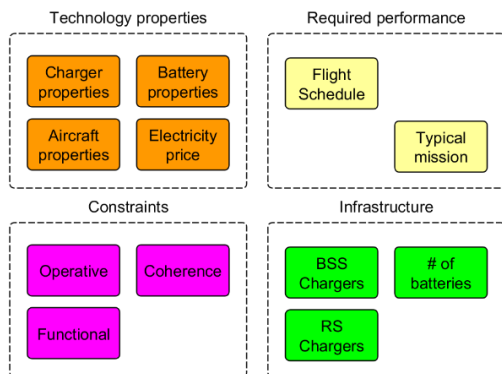 Technology properties
Required performance
Charger
properties
Battery
properties
Flight
Schedule
Aircraft
properties
Electricity
price
Typical
mission
Constraints
Infrastructure
Operative
Coherence
BSS
Chargers
# of
batteries
Functional
RS
Chargers